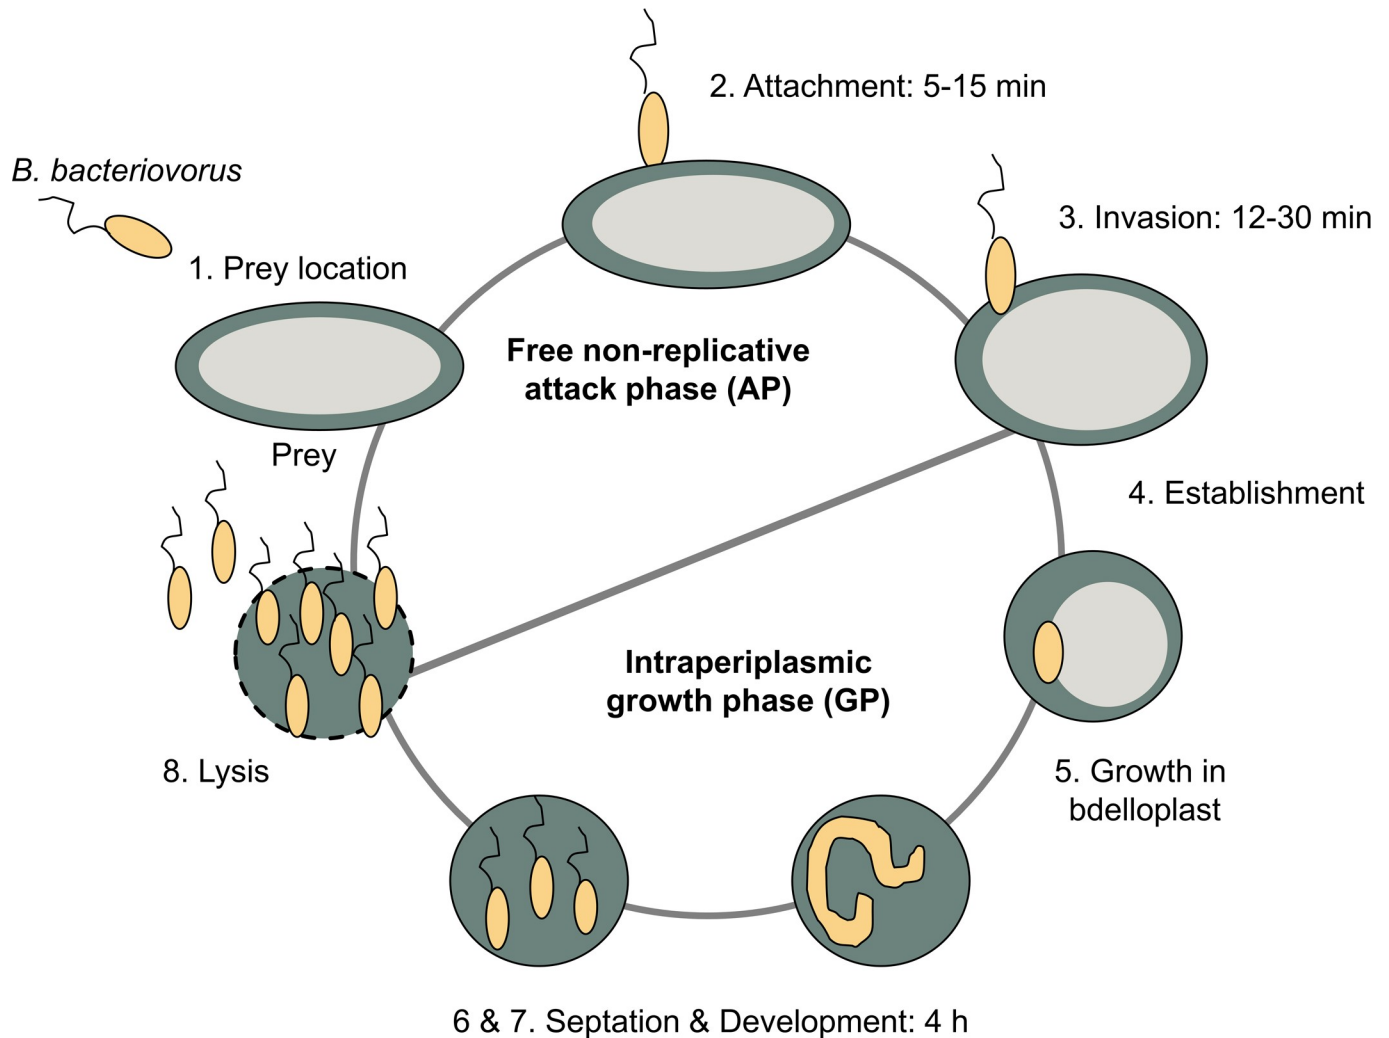 2. Attachment: 5-15 min
B. bacteriovorus
3. Invasion: 12-30 min
1. Prey location
Free non-replicative
attack phase (AP)
Prey
4. Establishment
Intraperiplasmic
growth phase (GP)
8. Lysis
5. Growth in
bdelloplast
6 & 7. Septation & Development: 4 h